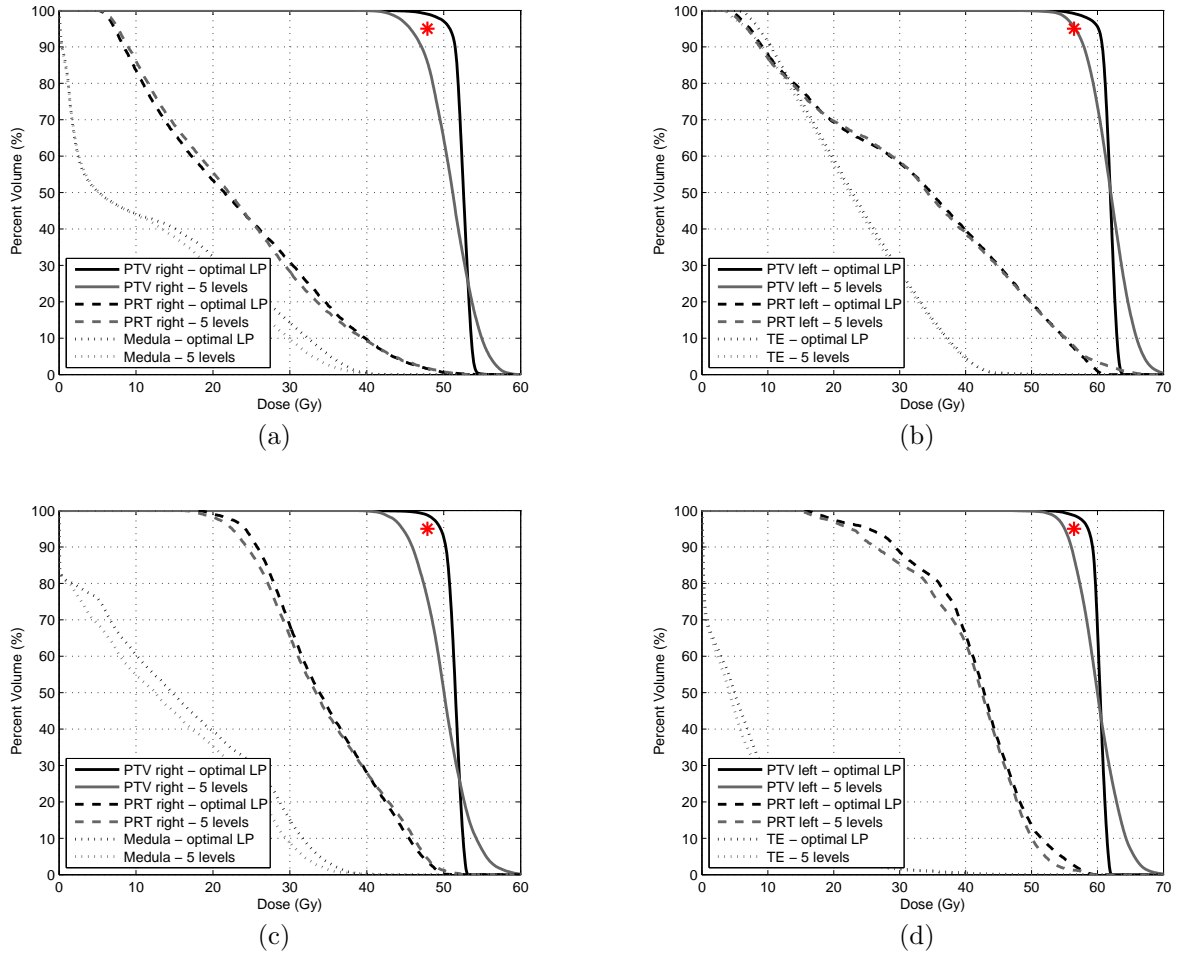 100
90
80
70
60
50
40
30
20
10
0
Percent Volume (%)
PTV right – optimal LP
PTV right – 5 levels
PRT right – optimal LP
PRT right – 5 levels
Medula – optimal LP
Medula – 5 levels
0 10 20 30 40 50 60
Dose (Gy)
(a)
100
90
80
70
60
50
40
30
20
10
0
Percent Volume (%)
PTV left – optimal LP
PTV left – 5 levels
PRT left – optimal LP
PRT left – 5 levels
TE – optimal LP
TE – 5 levels
0 10 20 30 40 50 60 70
Dose (Gy)
(b)
100
90
80
70
60
50
40
30
20
10
0
Percent Volume (%)
PTV right – optimal LP
PTV right – 5 levels
PRT right – optimal LP
PRT right – 5 levels
Medula – optimal LP
Medula – 5 levels
0 10 20 30 40 50 60
Dose (Gy)
(c)
100
90
80
70
60
50
40
30
20
10
0
Percent Volume (%)
PTV left – optimal LP
PTV left – 5 levels
PRT left – optimal LP
PRT left – 5 levels
TE – optimal LP
TE – 5 levels
0 10 20 30 40 50 60 70
Dose (Gy)
(d)